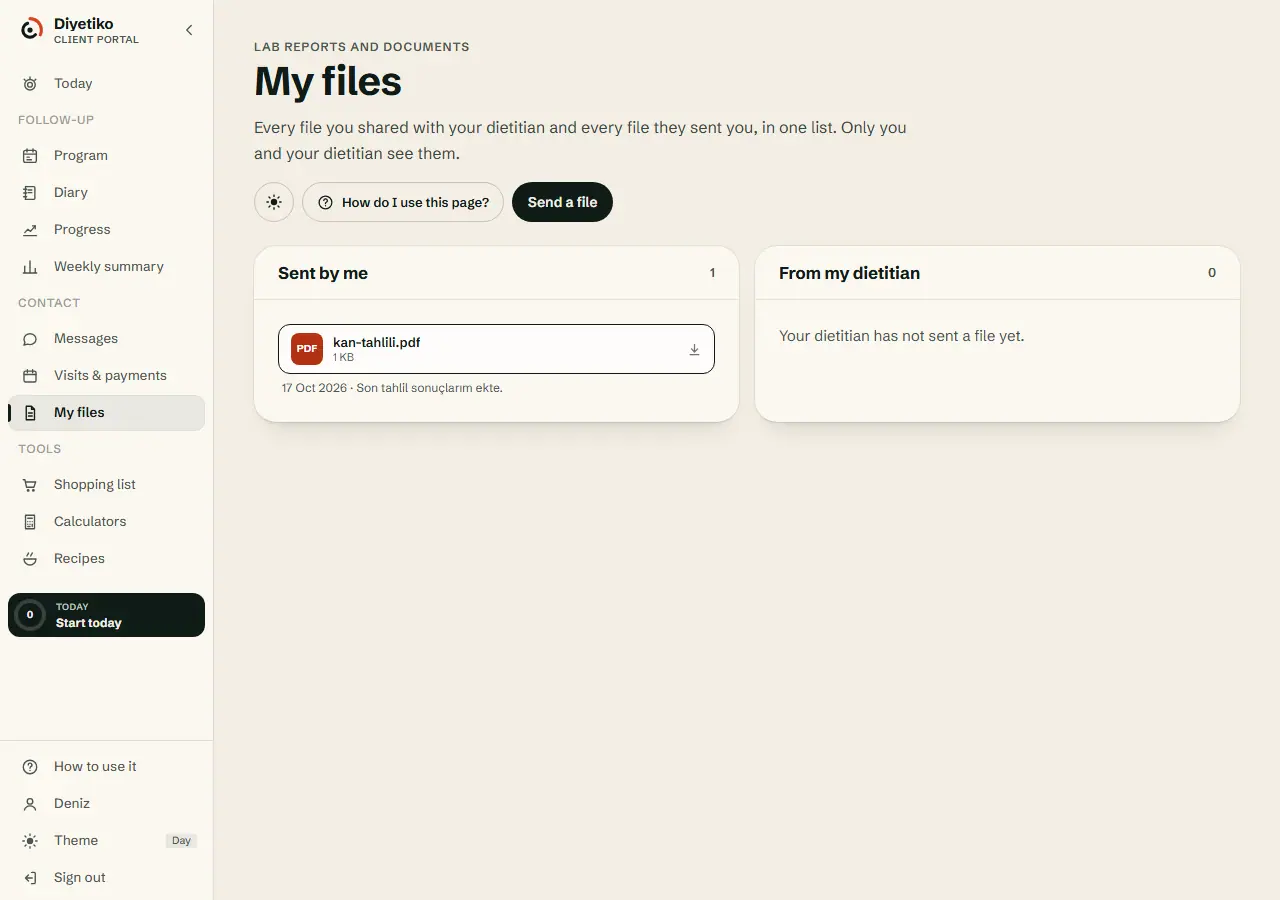 Diyetiko
CLIENT PORTAL
Today
FOLLOW-UP
Program
Diary
Progress
Weekly summary
CONTACT
Messages
Visits & payments
My files
TOOLS
Shopping list
Calculators
Recipes
0
TODAY
Start today
How to use it
Deniz
Theme
Day
Sign out
LAB REPORTS AND DOCUMENTS
My files
Every file you shared with your dietitian and every file they sent you, in one list. Only you
and your dietitian see them.
How do I use this page?
Send a file
Sent by me
1
PDF
kan-tahlili.pdf
1 KB
17 Oct 2026 · Son tahlil sonuçlarım ekte.
From my dietitian
0
Your dietitian has not sent a file yet.